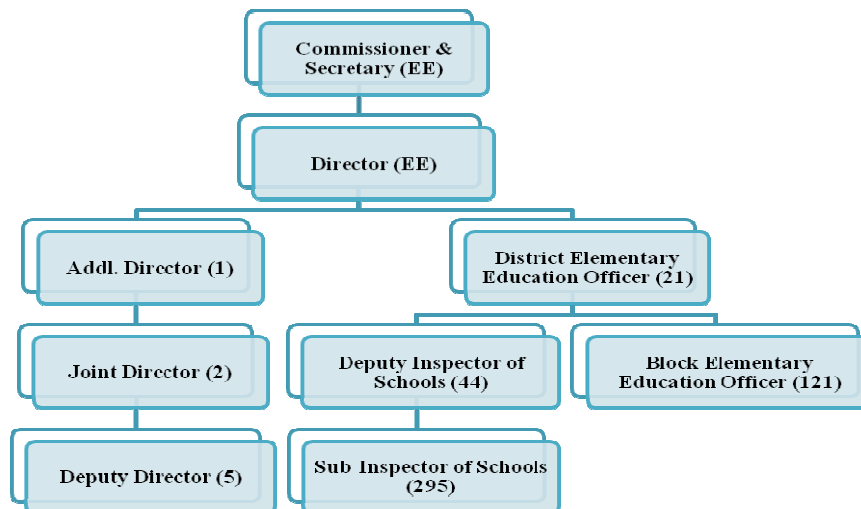 Commissioner &
Secretary (EE)
Director (EE)
Addl. Director (1)
District Elementary
Education Officer (21)
Joint Director (2)
Deputy Inspector of
Schools (44)
Block Elementary
Education Officer (121)
Deputy Director (5)
Sub Inspector of Schools
(295)